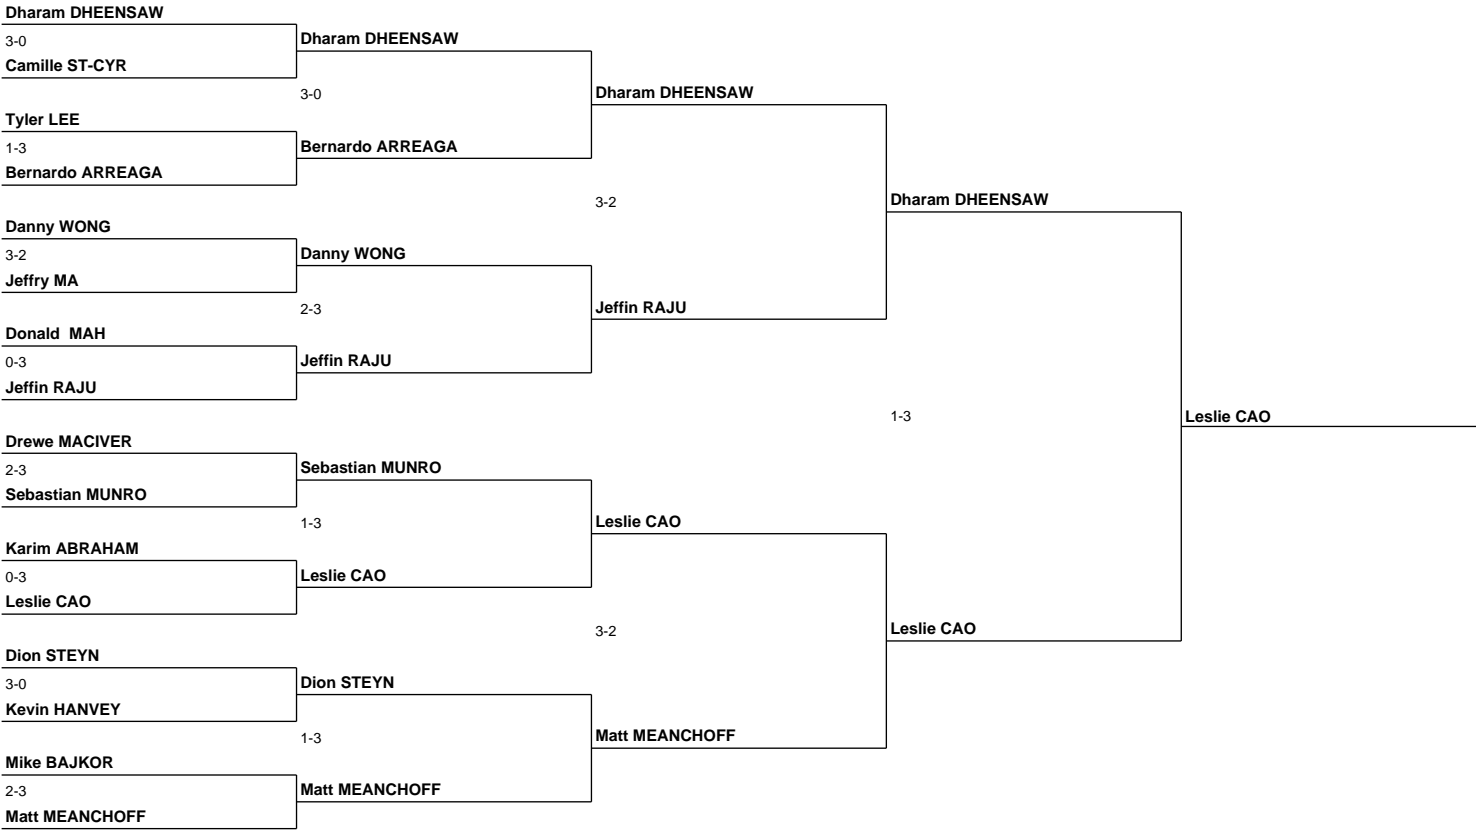 Dharam DHEENSAW
3-0
Camille ST-CYR
Tyler LEE
1-3
Bernardo ARREAGA
Danny WONG
3-2
Jeffry MA
Donald  MAH
0-3
Jeffin RAJU
Drewe MACIVER
2-3
Sebastian MUNRO
Karim ABRAHAM
0-3
Leslie CAO
Dion STEYN
3-0
Kevin HANVEY
Mike BAJKOR
2-3
Matt MEANCHOFF
Dharam DHEENSAW
3-0
Bernardo ARREAGA
Danny WONG
2-3
Jeffin RAJU
Sebastian MUNRO
1-3
Leslie CAO
Dion STEYN
1-3
Matt MEANCHOFF
Dharam DHEENSAW
3-2
Jeffin RAJU
Leslie CAO
3-2
Matt MEANCHOFF
Dharam DHEENSAW
1-3
Leslie CAO
Leslie CAO